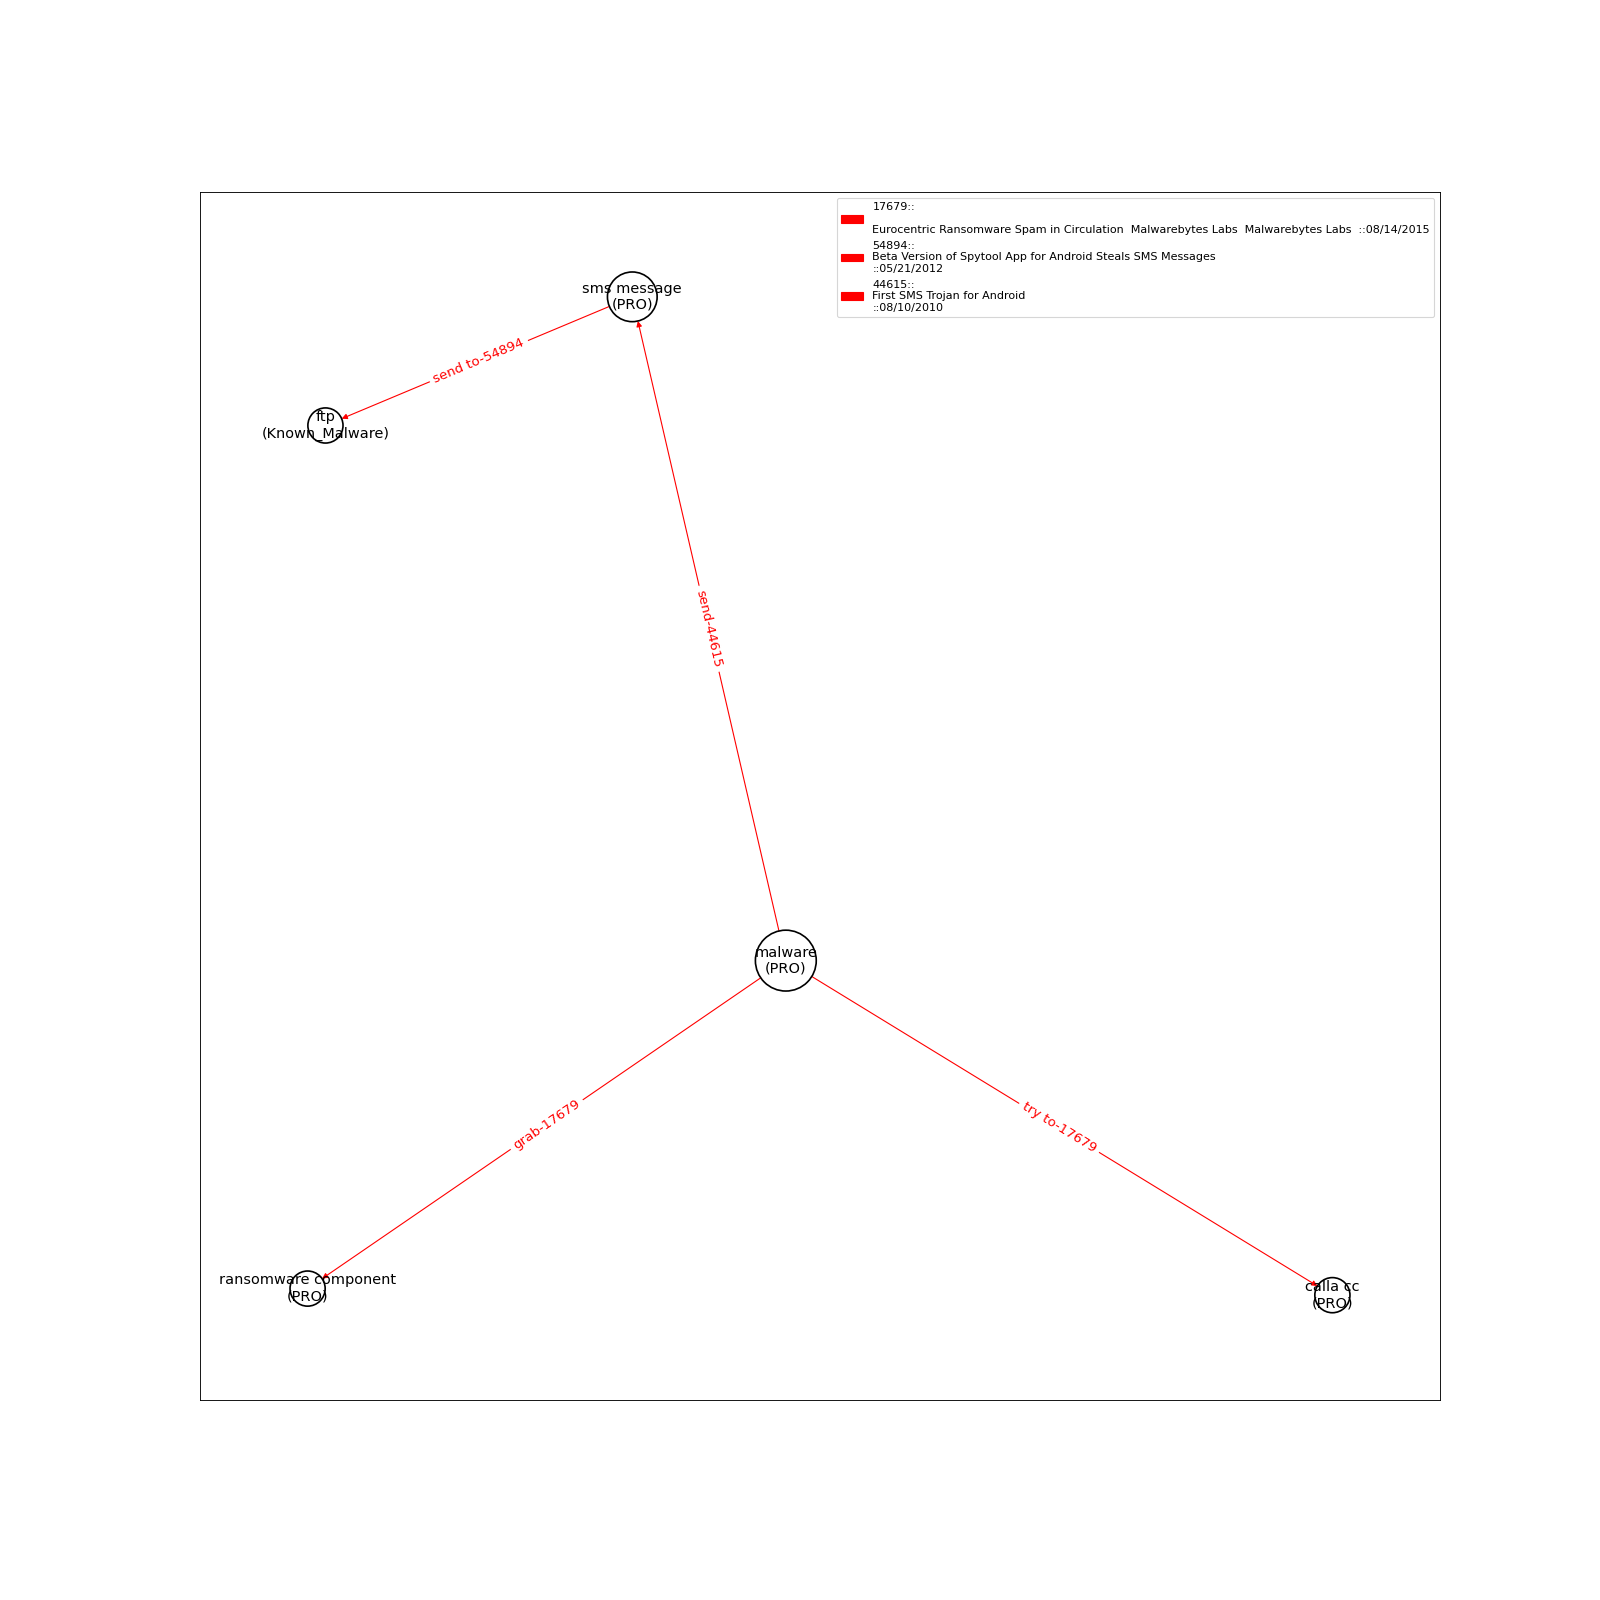 17679::
Eurocentric Ransomware Spam in Circulation  Malwarebytes Labs  Malwarebytes Labs  ::08/14/2015
54894::
Beta Version of Spytool App for Android Steals SMS Messages
::05/21/2012
44615::
First SMS Trojan for Android
::08/10/2010
sms message
(PRO)
send to-54894
ftp
(Known_Malware)
send-44615
malware
(PRO)
grab-17679
try to-17679
ransomware component
(PRO)
calla cc
(PRO)